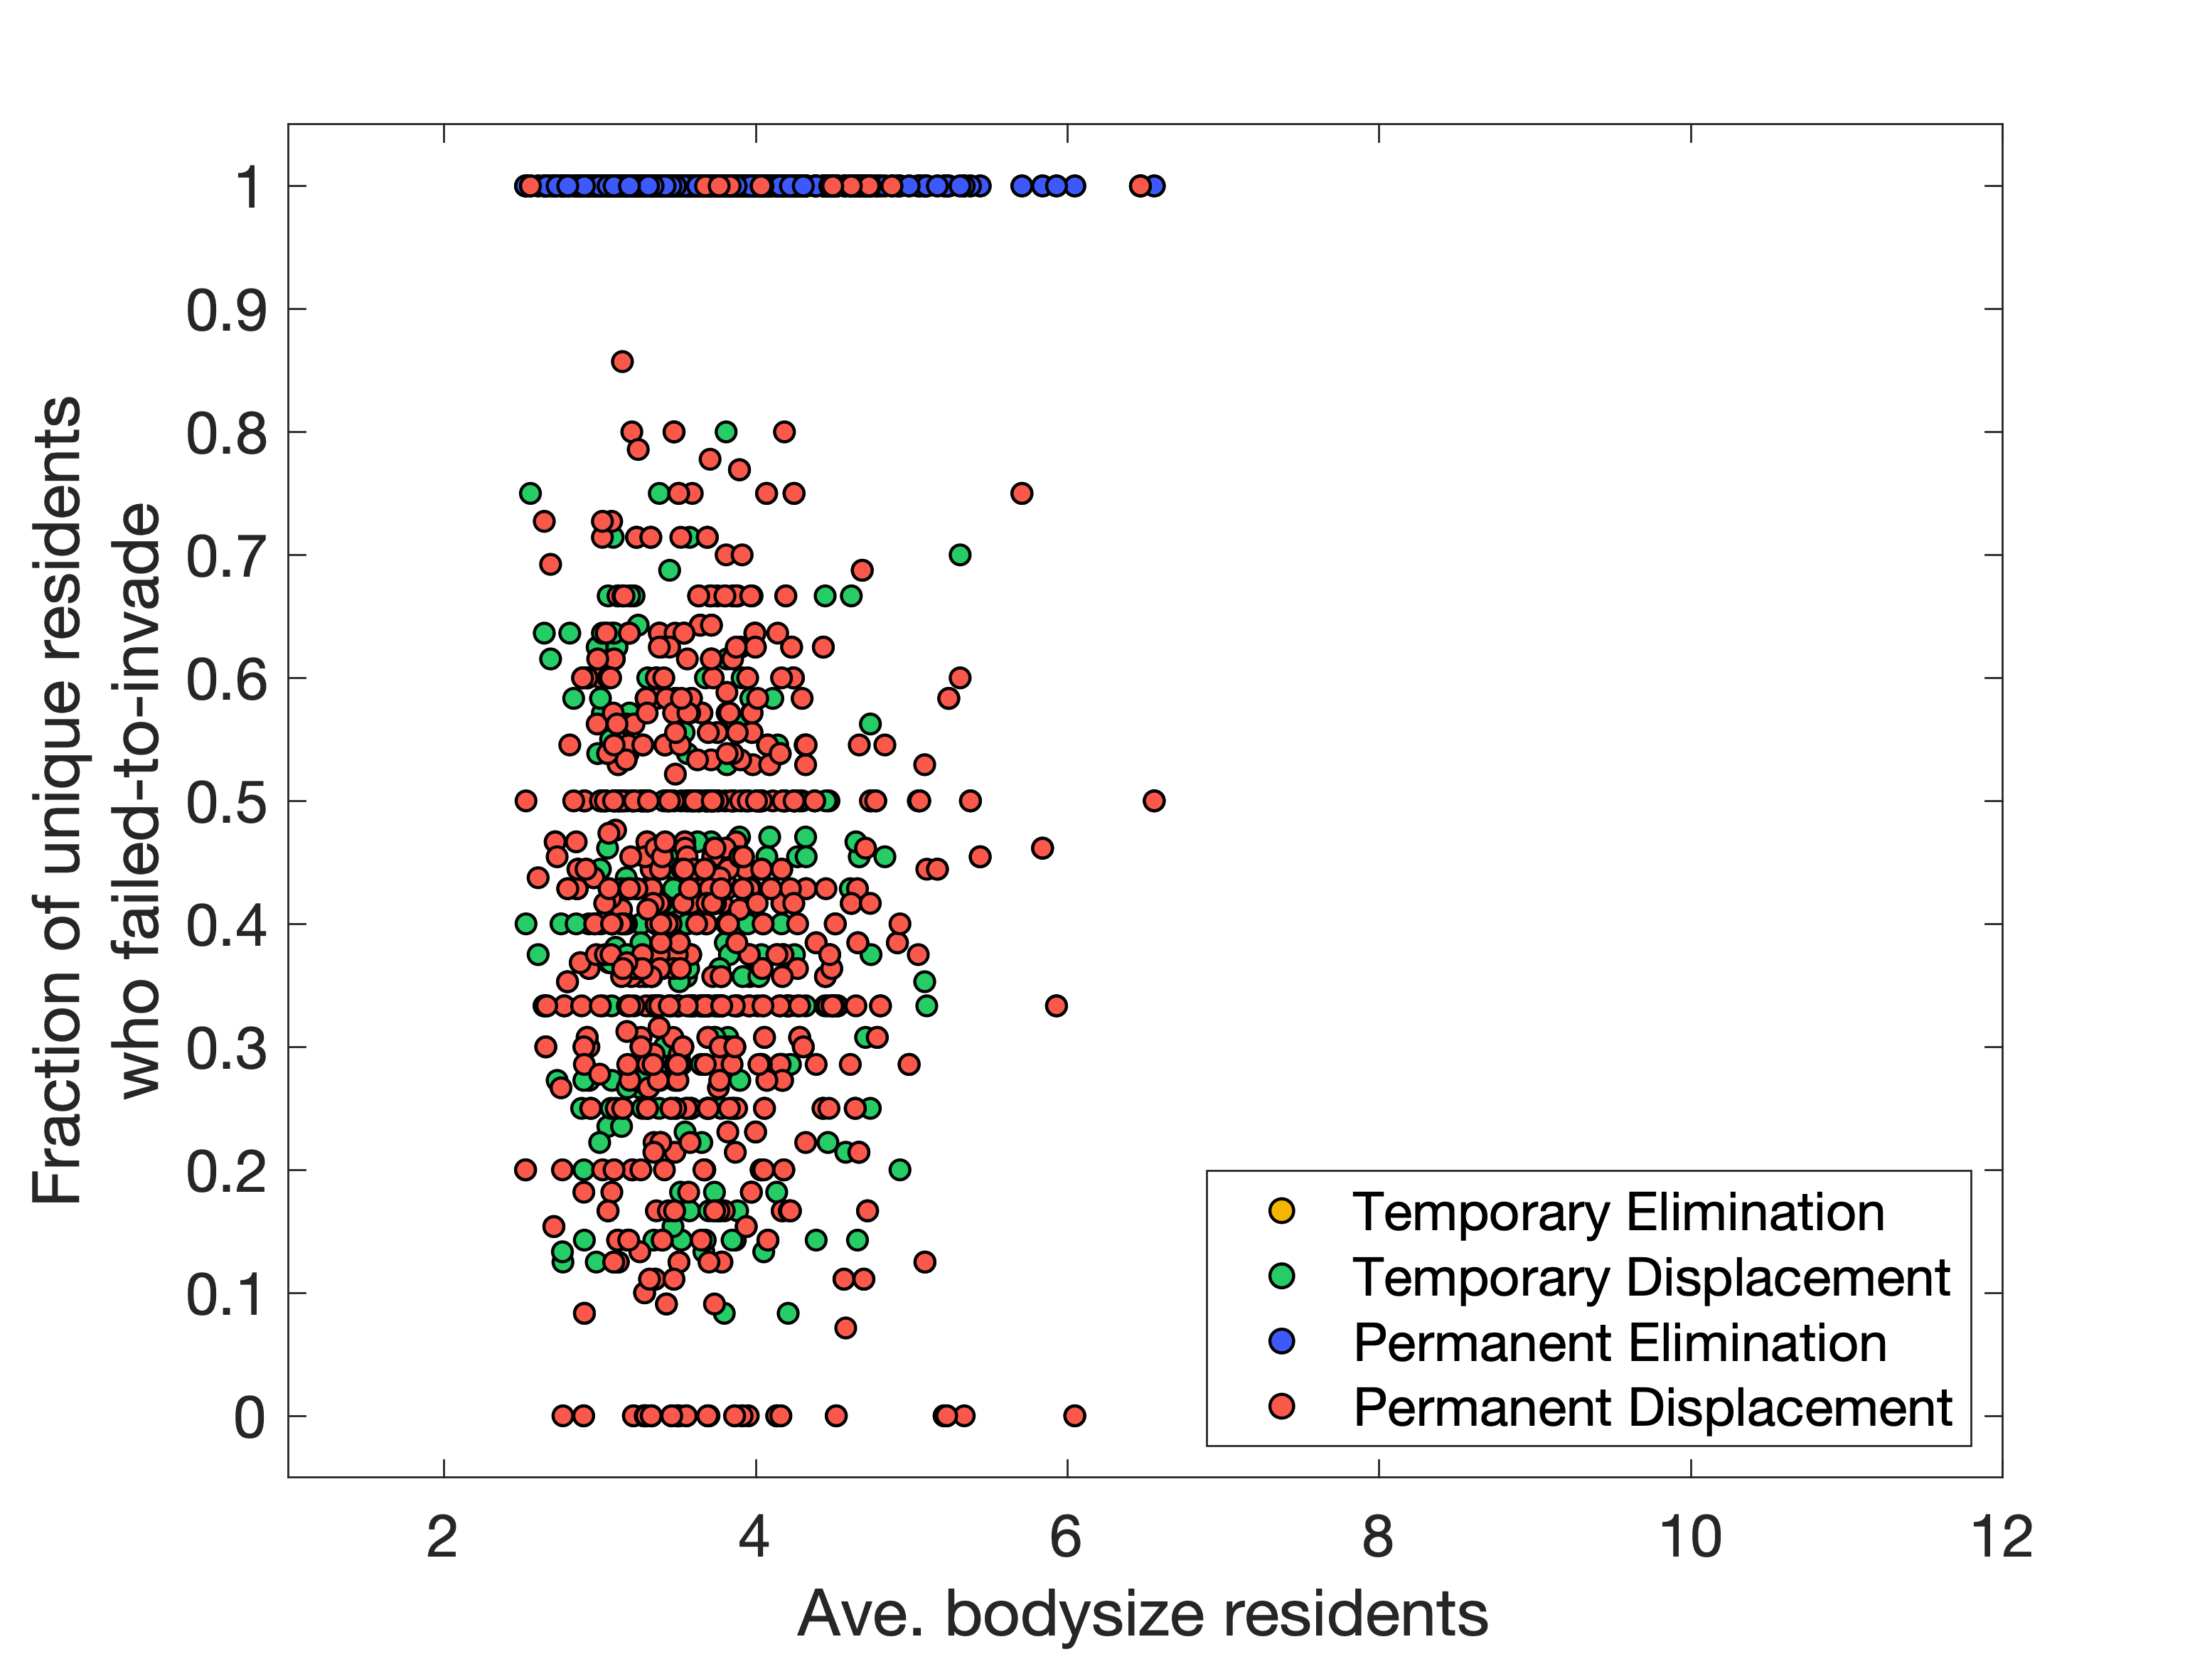 1
0.9
0.8
0.7
0.6
0.5
0.4
0.3
0.2
0.1
0
Fraction of unique residents
who failed-to-invade
Temporary Elimination
Temporary Displacement
Permanent Elimination
Permanent Displacement
2 4 6 8 10 12
Ave. bodysize residents